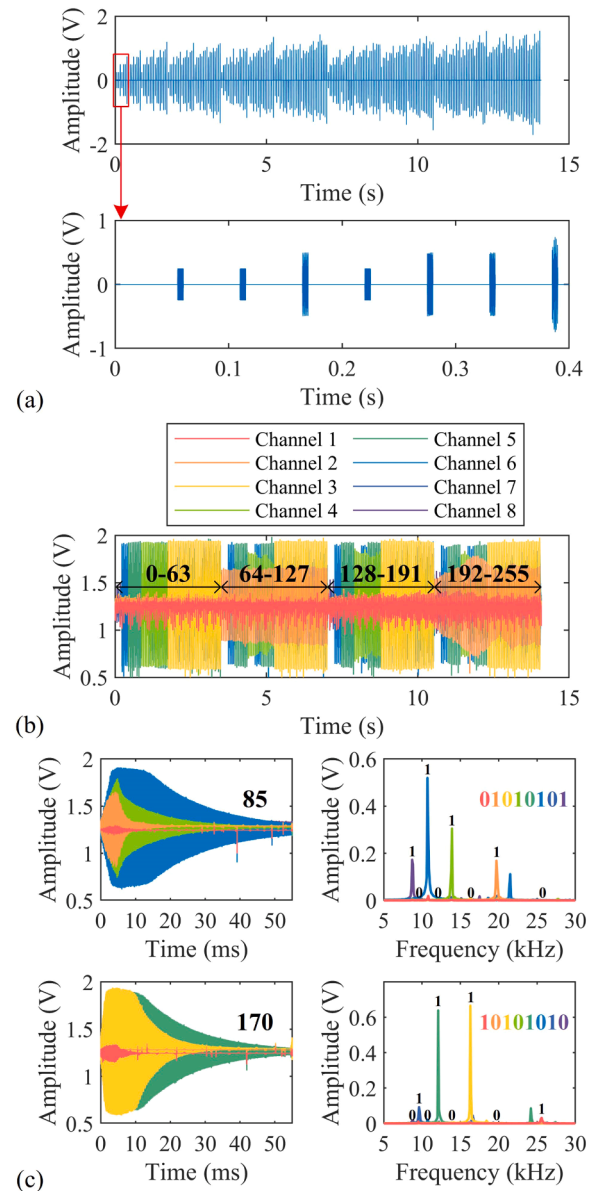 2
0
-2
Amplitude (V)
0 5 10 15
Time (s)
1
0
-1
Amplitude (V)
0 0.1 0.2 0.3 0.4
Time (s)
(a)
Channel 1 Channel 5
Channel 2 Channel 6
Channel 3 Channel 7
Channel 4 Channel 8
2
1.5
1
0.5
Amplitude (V)
0-63 64-127 128-191 192-255
0 5 10 15
Time (s)
(b)
2
1.5
1
0.5
Amplitude (V)
85
0 10 20 30 40 50
Time (ms)
0.6
0.4
0.2
0
Amplitude (V)
01010101
1 0 1 0 1 0 1 0
5 10 15 20 25 30
Frequency (kHz)
2
1.5
1
0.5
Amplitude (V)
170
0 10 20 30 40 50
Time (ms)
0.8
0.6
0.4
0.2
0
Amplitude (V)
10101010
0 1 0 1 0 1 0 1
5 10 15 20 25 30
Frequency (kHz)
(c)